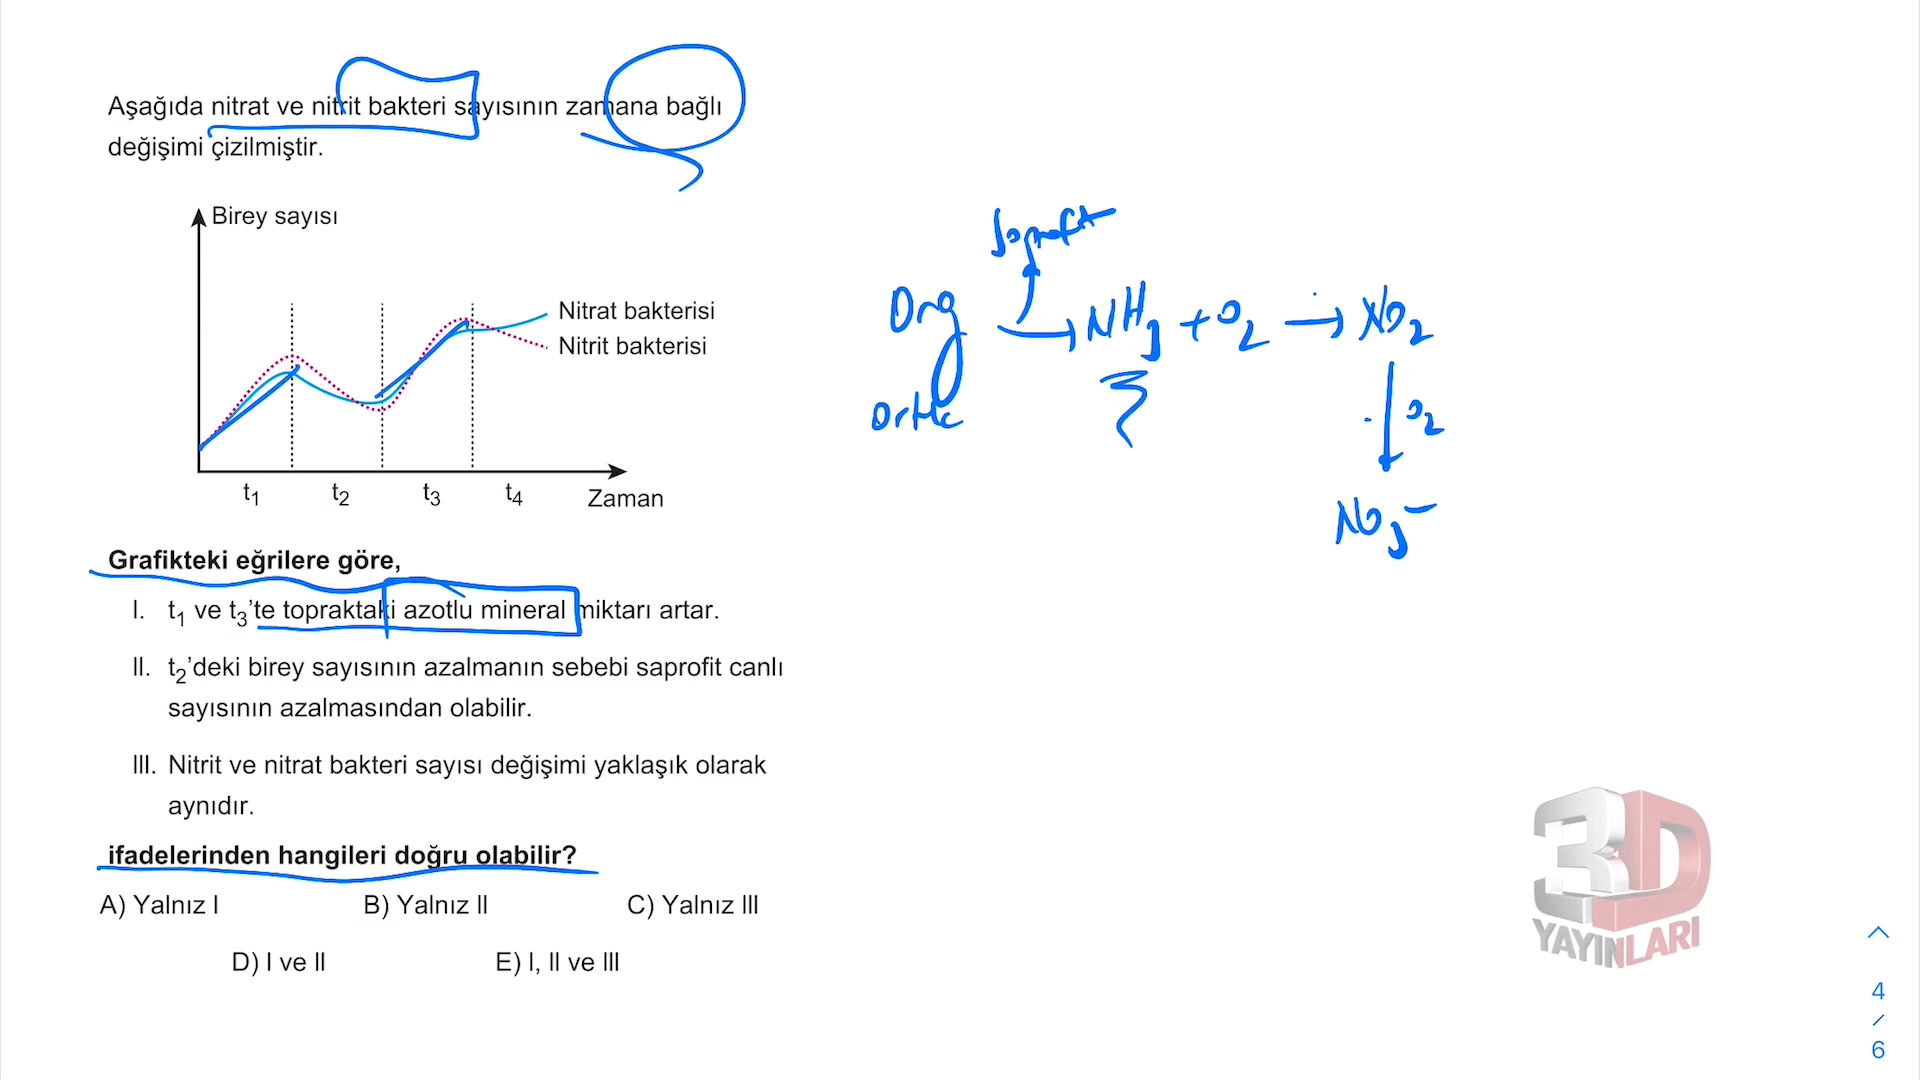 Aşağıda nitrat ve nitrit bakteri sayısının zamana bağlı
değişimi çizilmiştir.
Birey sayısı
Nitrat bakterisi
Nitrit bakterisi
t1 t2 t3 t4 Zaman
Grafikteki eğrilere göre,
I. t1 ve t3'te topraktaki azotlu mineral miktarı artar.
II. t2'deki birey sayısının azalmanın sebebi saprofit canlı
sayısının azalmasından olabilir.
III. Nitrit ve nitrat bakteri sayısı değişimi yaklaşık olarak
aynıdır.
ifadelerinden hangileri doğru olabilir?
A) Yalnız I B) Yalnız II C) Yalnız III
D) I ve II E) I, II ve III
Saprofit
Org → NH3 + O2 → NO2
O2
NO3-
3D
YAYINLARI
4
/
6